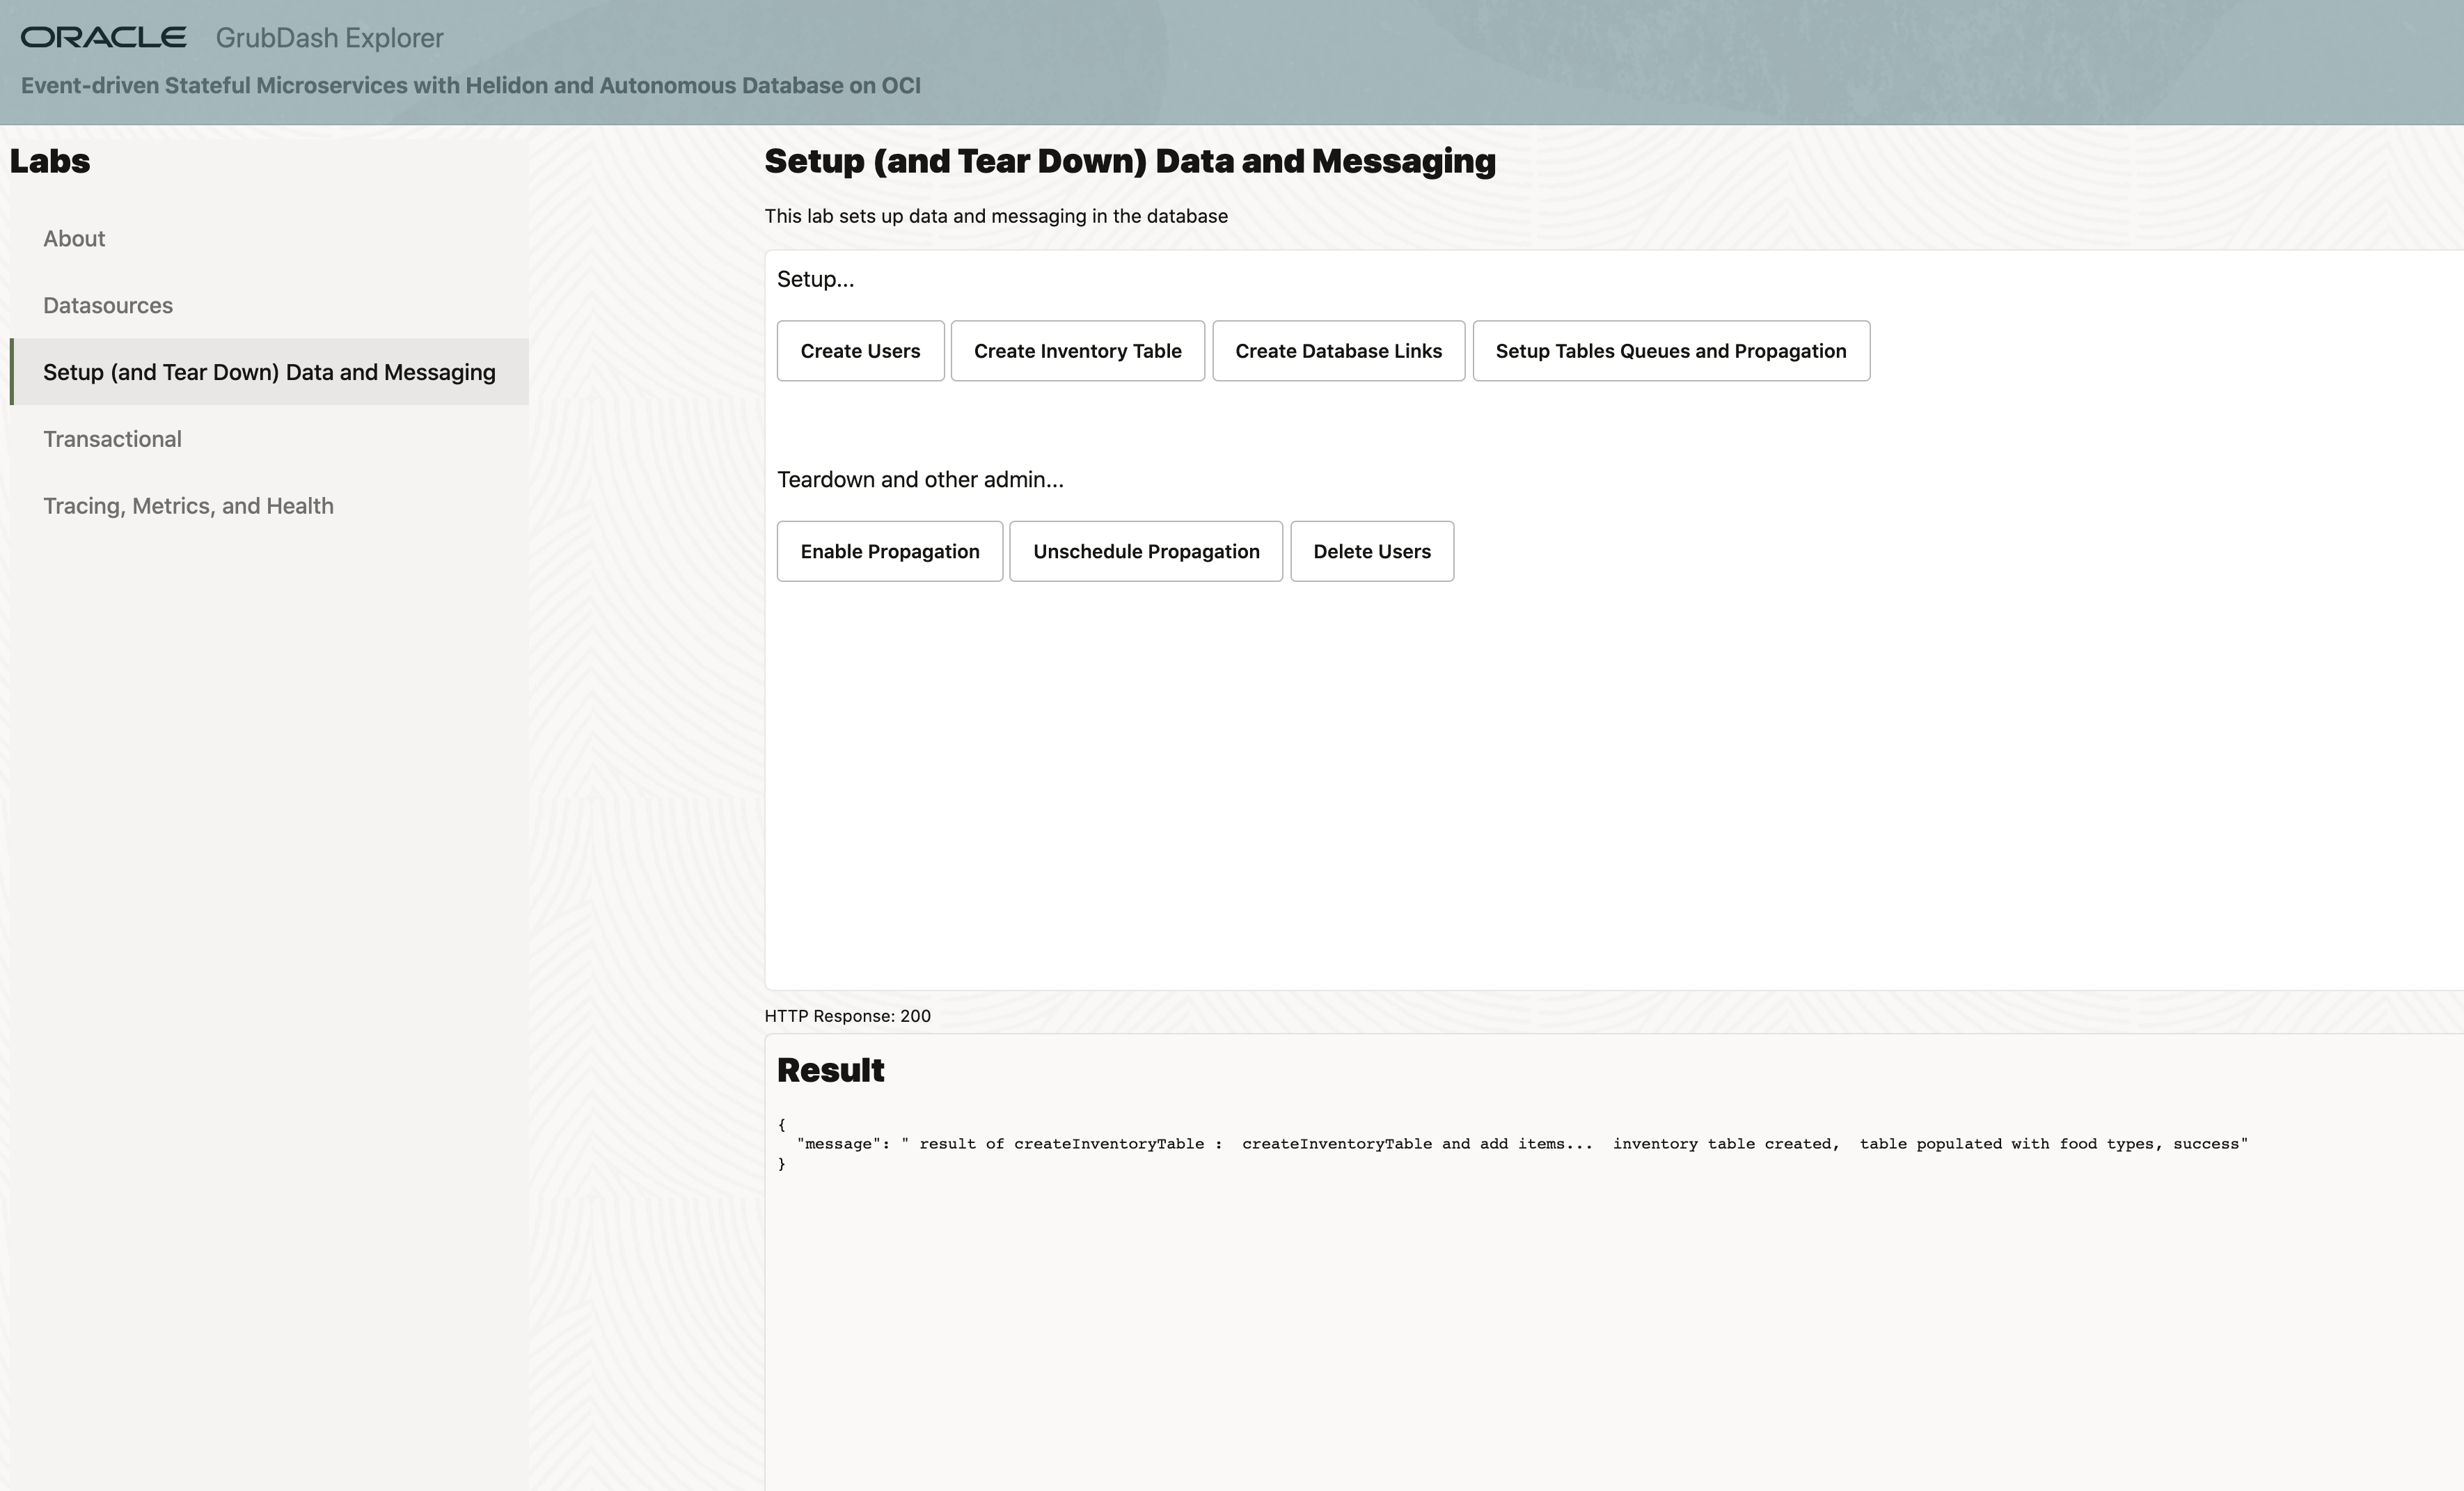 ORACLE GrubDash Explorer
Event-driven Stateful Microservices with Helidon and Autonomous Database on OCI
Labs
About
Datasources
Setup (and Tear Down) Data and Messaging
Transactional
Tracing, Metrics, and Health
Setup (and Tear Down) Data and Messaging
This lab sets up data and messaging in the database
Setup...
Create Users Create Inventory Table Create Database Links Setup Tables Queues and Propagation
Teardown and other admin...
Enable Propagation Unschedule Propagation Delete Users
HTTP Response: 200
Result
{
  "message": " result of createInventoryTable :  createInventoryTable and add items...  inventory table created,  table populated with food types, success"
}